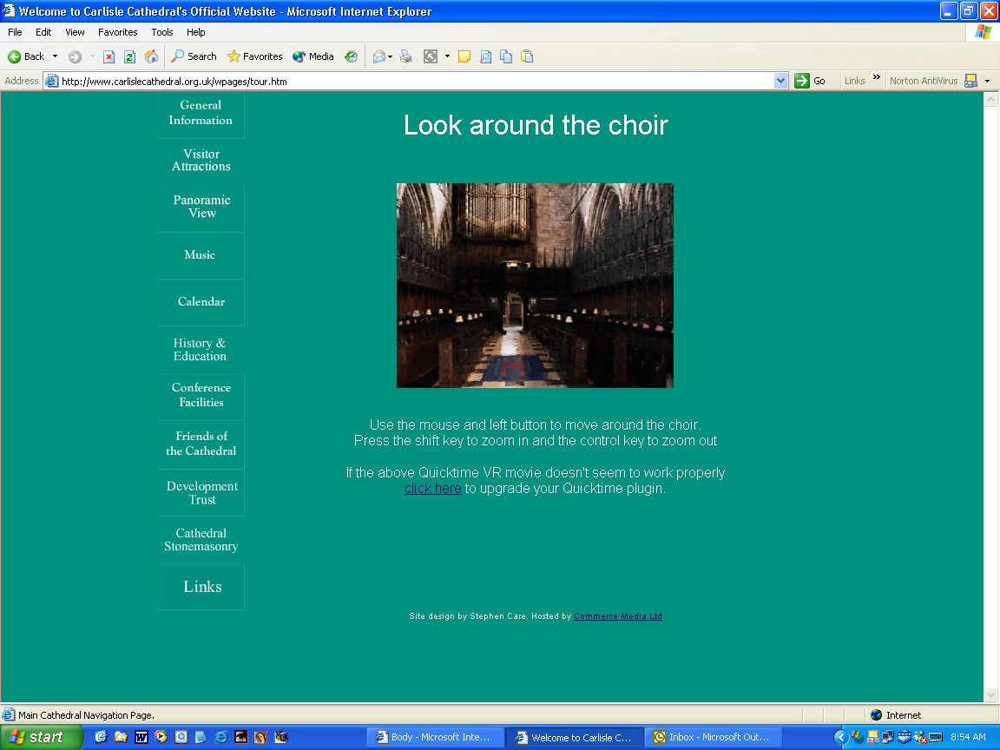 Welcome to Carlisle Cathedral's Official Website - Microsoft Internet Explorer
File Edit View Favorites Tools Help
Back Search Favorites Media
Address http://www.carlislecathedral.org.uk/wpages/tour.htm Go Links » Norton AntiVirus
General
Information
Visitor
Attractions
Panoramic
View
Music
Calendar
History &
Education
Conference
Facilities
Friends of
the Cathedral
Development
Trust
Cathedral
Stonemasonry
Links
Look around the choir
Use the mouse and left button to move around the choir.
Press the shift key to zoom in and the control key to zoom out
If the above Quicktime VR movie doesn't seem to work properly
click here to upgrade your Quicktime plugin.
Site design by Stephen Care. Hosted by Commerce Media Ltd
Main Cathedral Navigation Page. Internet
start Body - Microsoft Inte... Welcome to Carlisle C... Inbox - Microsoft Out... 8:54 AM